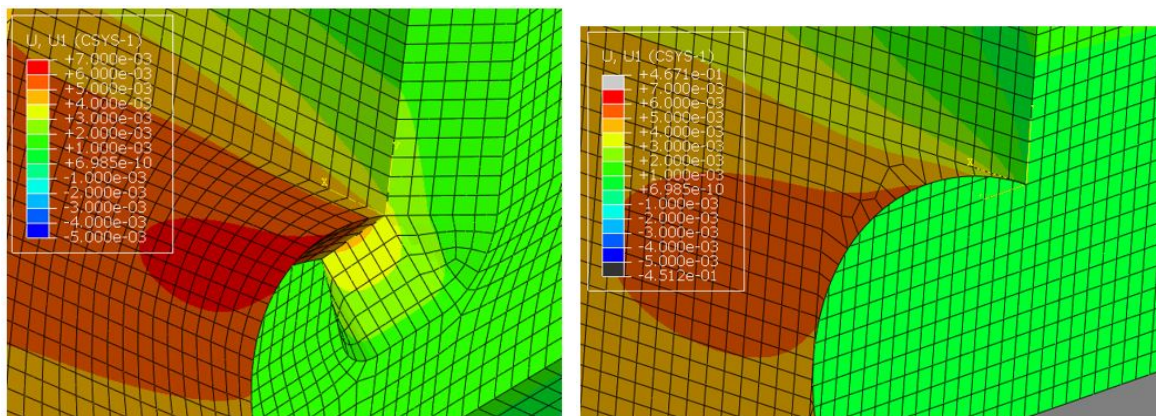 U, U1 (CSYS-1)
+7.000e-03
+6.000e-03
+5.000e-03
+4.000e-03
+3.000e-03
+2.000e-03
+1.000e-03
+6.985e-10
-1.000e-03
-2.000e-03
-3.000e-03
-4.000e-03
-5.000e-03
X
U, U1 (CSYS-1)
+4.671e-01
+7.000e-03
+6.000e-03
+5.000e-03
+4.000e-03
+3.000e-03
+2.000e-03
+1.000e-03
+6.985e-10
-1.000e-03
-2.000e-03
-3.000e-03
-4.000e-03
-5.000e-03
-4.512e-01
X